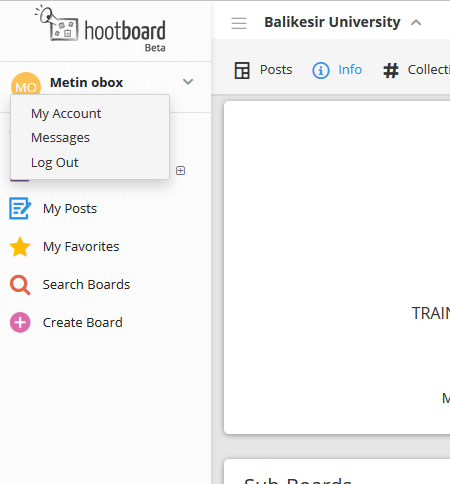 hootboard
Beta
MO
Metin obox
My Account
Messages
Log Out
My Posts
My Favorites
Search Boards
Create Board
Balikesir University
Posts
Info
Collecti
TRAIN
M
Sub-Boards